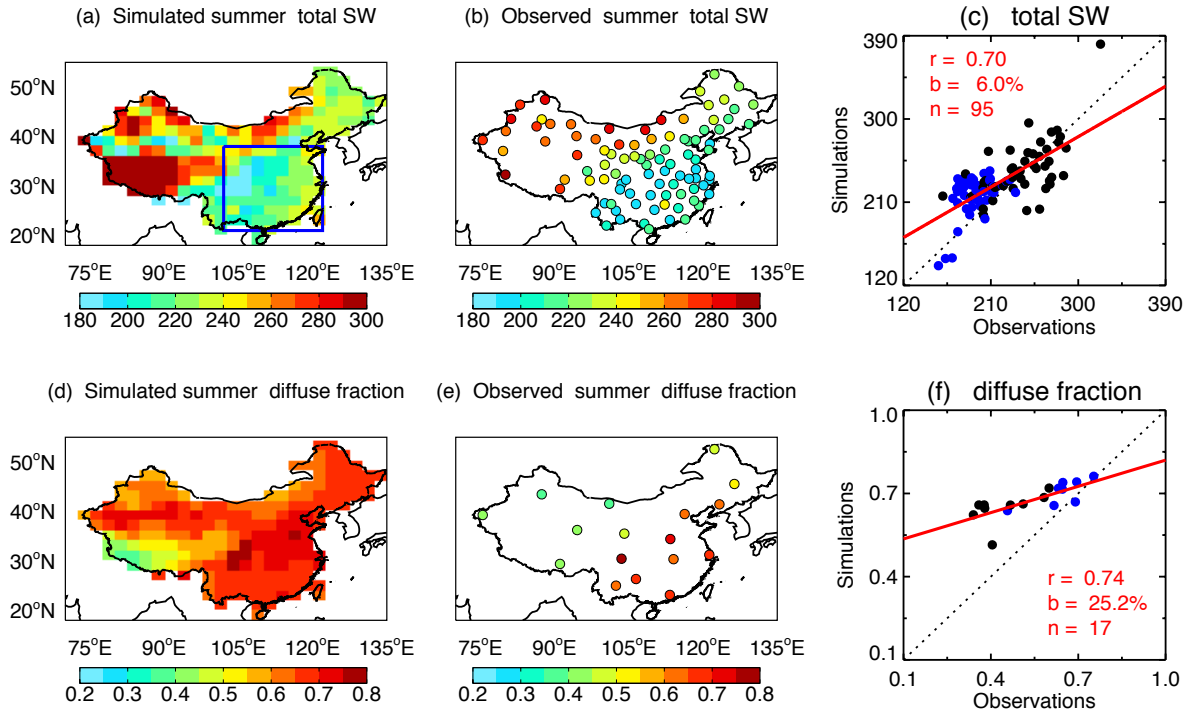 (a) Simulated summer total SW
50°N
40°N
30°N
20°N
75°E 90°E 105°E 120°E 135°E
180 200 220 240 260 280 300
(b) Observed summer total SW
75°E 90°E 105°E 120°E 135°E
180 200 220 240 260 280 300
(c) total SW
390
300
210
120
Simulations
r = 0.70
b = 6.0%
n = 95
120 210 300 390
Observations
(d) Simulated summer diffuse fraction
50°N
40°N
30°N
20°N
75°E 90°E 105°E 120°E 135°E
0.2 0.3 0.4 0.5 0.6 0.7 0.8
(e) Observed summer diffuse fraction
75°E 90°E 105°E 120°E 135°E
0.2 0.3 0.4 0.5 0.6 0.7 0.8
(f) diffuse fraction
1.0
0.7
0.4
0.1
Simulations
r = 0.74
b = 25.2%
n = 17
0.1 0.4 0.7 1.0
Observations